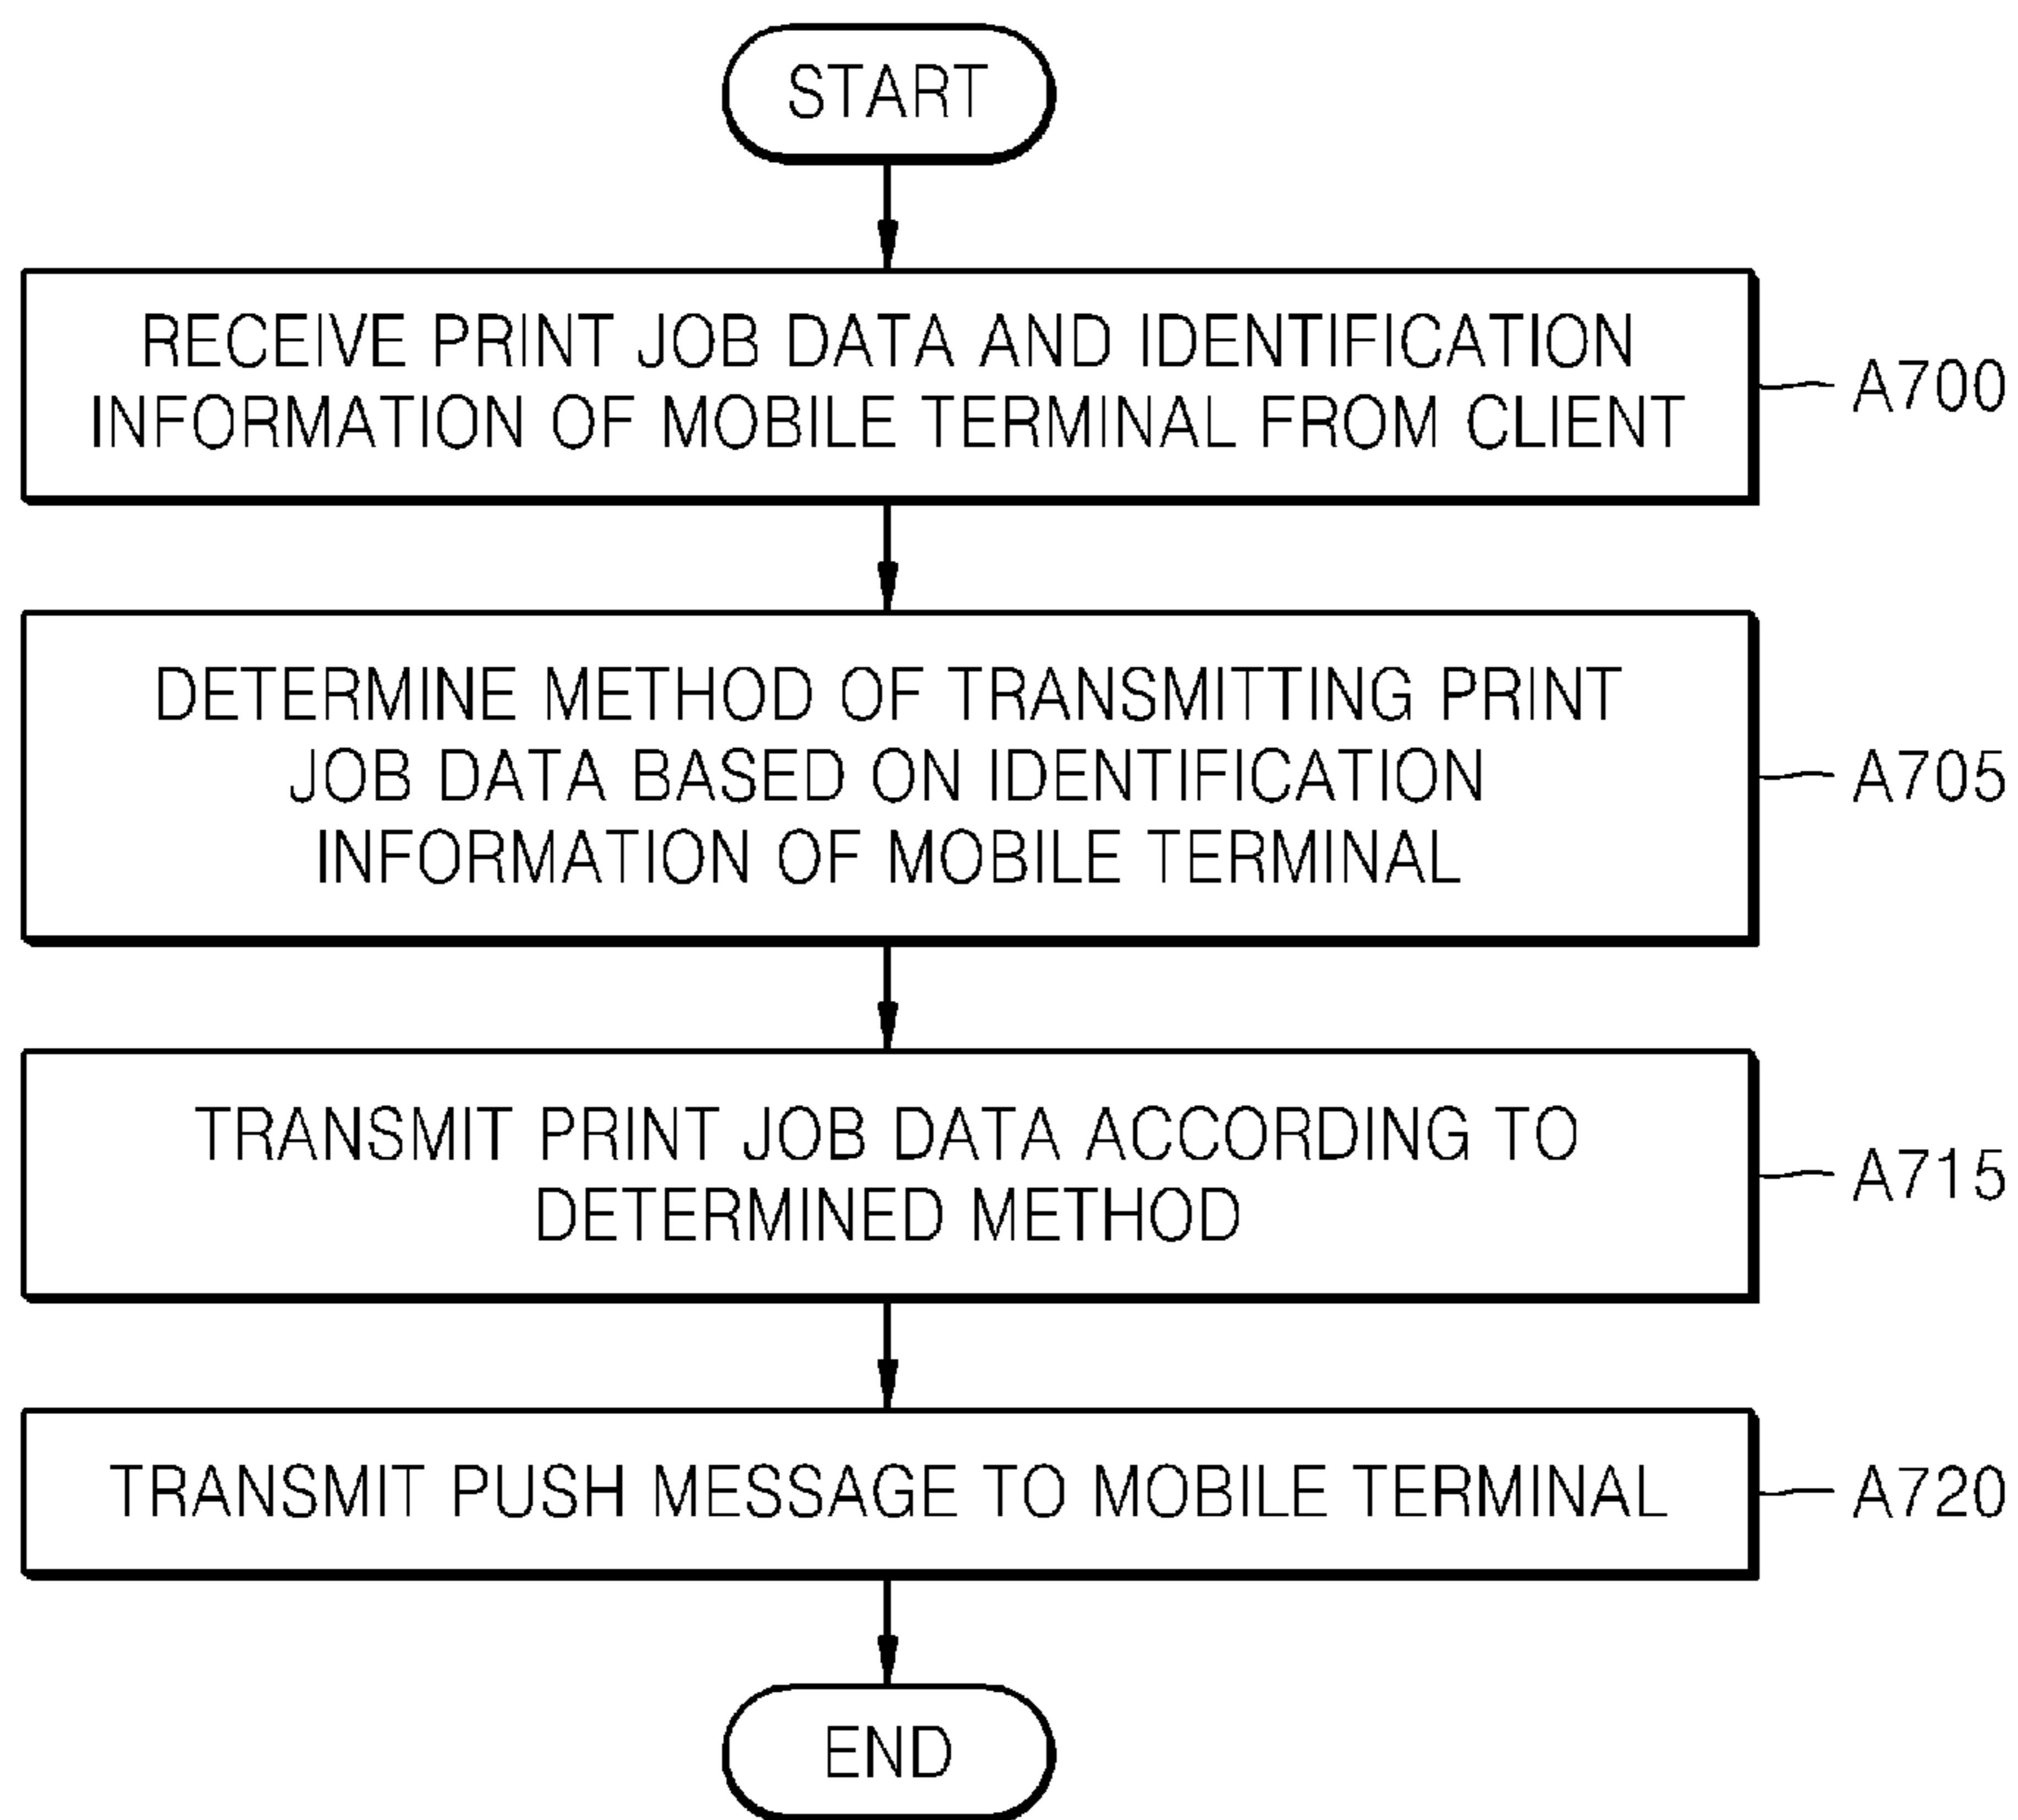 START
RECEIVE PRINT JOB DATA AND IDENTIFICATION
INFORMATION OF MOBILE TERMINAL FROM CLIENT
A700
DETERMINE METHOD OF TRANSMITTING PRINT
JOB DATA BASED ON IDENTIFICATION
INFORMATION OF MOBILE TERMINAL
A705
TRANSMIT PRINT JOB DATA ACCORDING TO
DETERMINED METHOD
A715
TRANSMIT PUSH MESSAGE TO MOBILE TERMINAL
A720
END